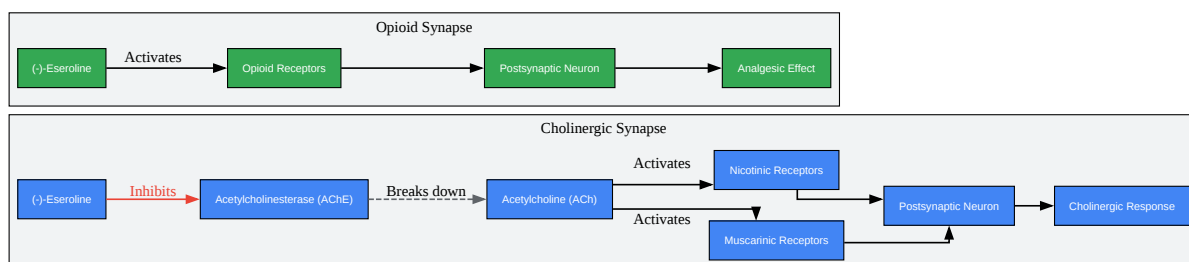 Opioid Synapse
(-)-Eseroline
Activates
Opioid Receptors
Postsynaptic Neuron
Analgesic Effect
Cholinergic Synapse
(-)-Eseroline
Inhibits
Acetylcholinesterase (AChE)
Breaks down
Acetylcholine (ACh)
Activates
Nicotinic Receptors
Activates
Muscarinic Receptors
Postsynaptic Neuron
Cholinergic Response